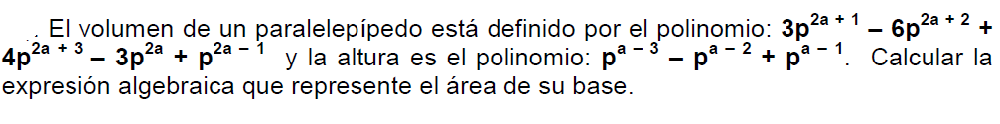 . El volumen de un paralelepípedo está definido por el polinomio: 3p^{2a + 1} – 6p^{2a + 2} +
4p^{2a + 3} – 3p^{2a} + p^{2a – 1} y la altura es el polinomio: p^{a – 3} – p^{a – 2} + p^{a – 1}. Calcular la
expresión algebraica que represente el área de su base.